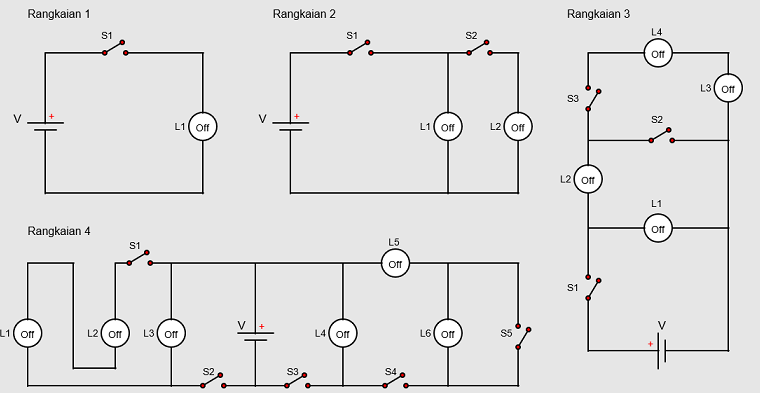 Rangkaian 1
S1
V
+
L1
Off
Rangkaian 2
S1
S2
V
+
L1
Off
L2
Off
Rangkaian 3
L4
Off
S3
L3
Off
S2
L2
Off
L1
Off
S1
V
+
Rangkaian 4
S1
L5
Off
L1
Off
L2
Off
L3
Off
V
+
L4
Off
L6
Off
S5
S2
S3
S4